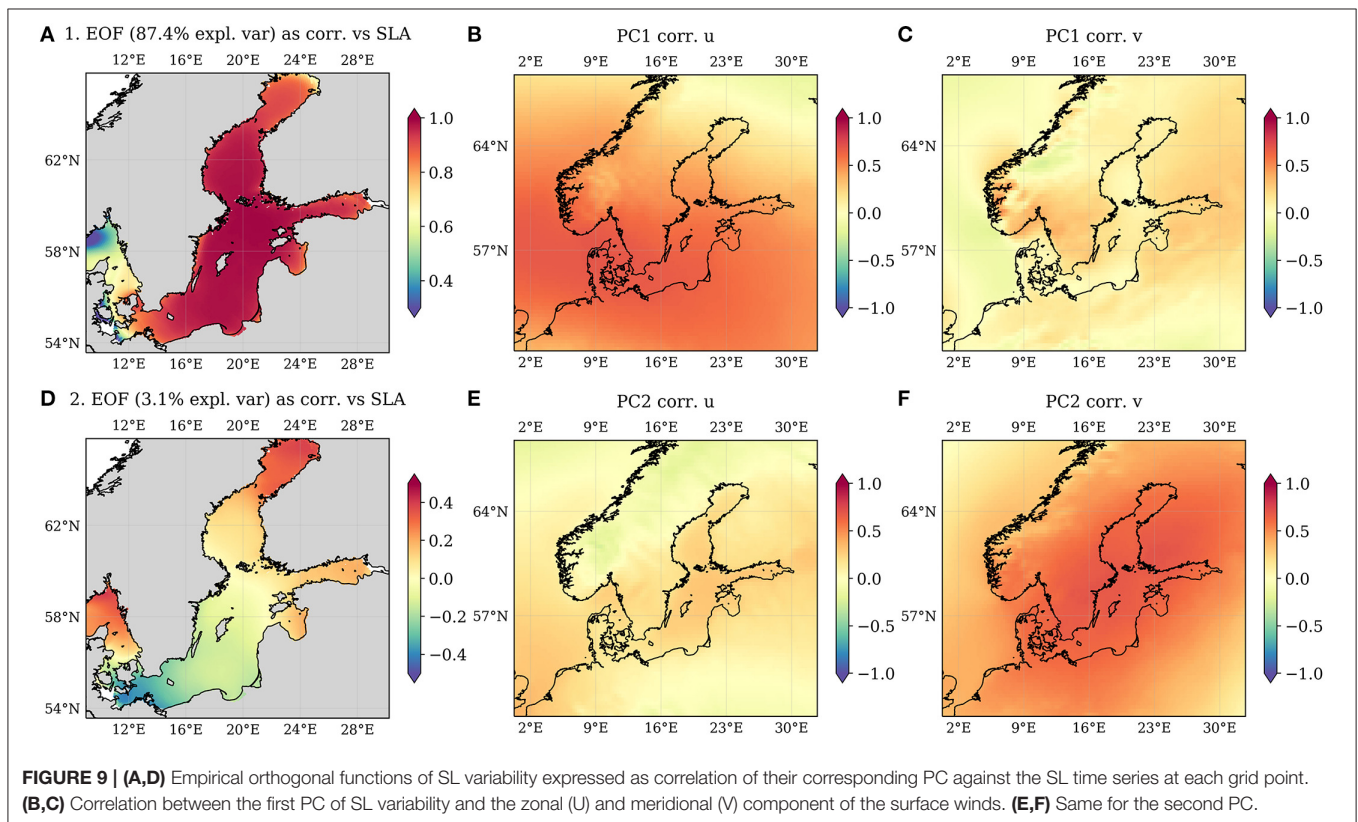 A 1. EOF (87.4% expl. var) as corr. vs SLA
12°E 16°E 20°E 24°E 28°E
62°N
58°N
54°N
12°E 16°E 20°E 24°E 28°E
1.0
0.8
0.6
0.4
B PC1 corr. u
2°E 9°E 16°E 23°E 30°E
64°N
57°N
2°E 9°E 16°E 23°E 30°E
1.0
0.5
0.0
−0.5
−1.0
C PC1 corr. v
2°E 9°E 16°E 23°E 30°E
64°N
57°N
2°E 9°E 16°E 23°E 30°E
1.0
0.5
0.0
−0.5
−1.0
D 2. EOF (3.1% expl. var) as corr. vs SLA
12°E 16°E 20°E 24°E 28°E
62°N
58°N
54°N
12°E 16°E 20°E 24°E 28°E
0.4
0.2
0.0
−0.2
−0.4
E PC2 corr. u
2°E 9°E 16°E 23°E 30°E
64°N
57°N
2°E 9°E 16°E 23°E 30°E
1.0
0.5
0.0
−0.5
−1.0
F PC2 corr. v
2°E 9°E 16°E 23°E 30°E
64°N
57°N
2°E 9°E 16°E 23°E 30°E
1.0
0.5
0.0
−0.5
−1.0
FIGURE 9 | (A,D) Empirical orthogonal functions of SL variability expressed as correlation of their corresponding PC against the SL time series at each grid point.
(B,C) Correlation between the first PC of SL variability and the zonal (U) and meridional (V) component of the surface winds. (E,F) Same for the second PC.